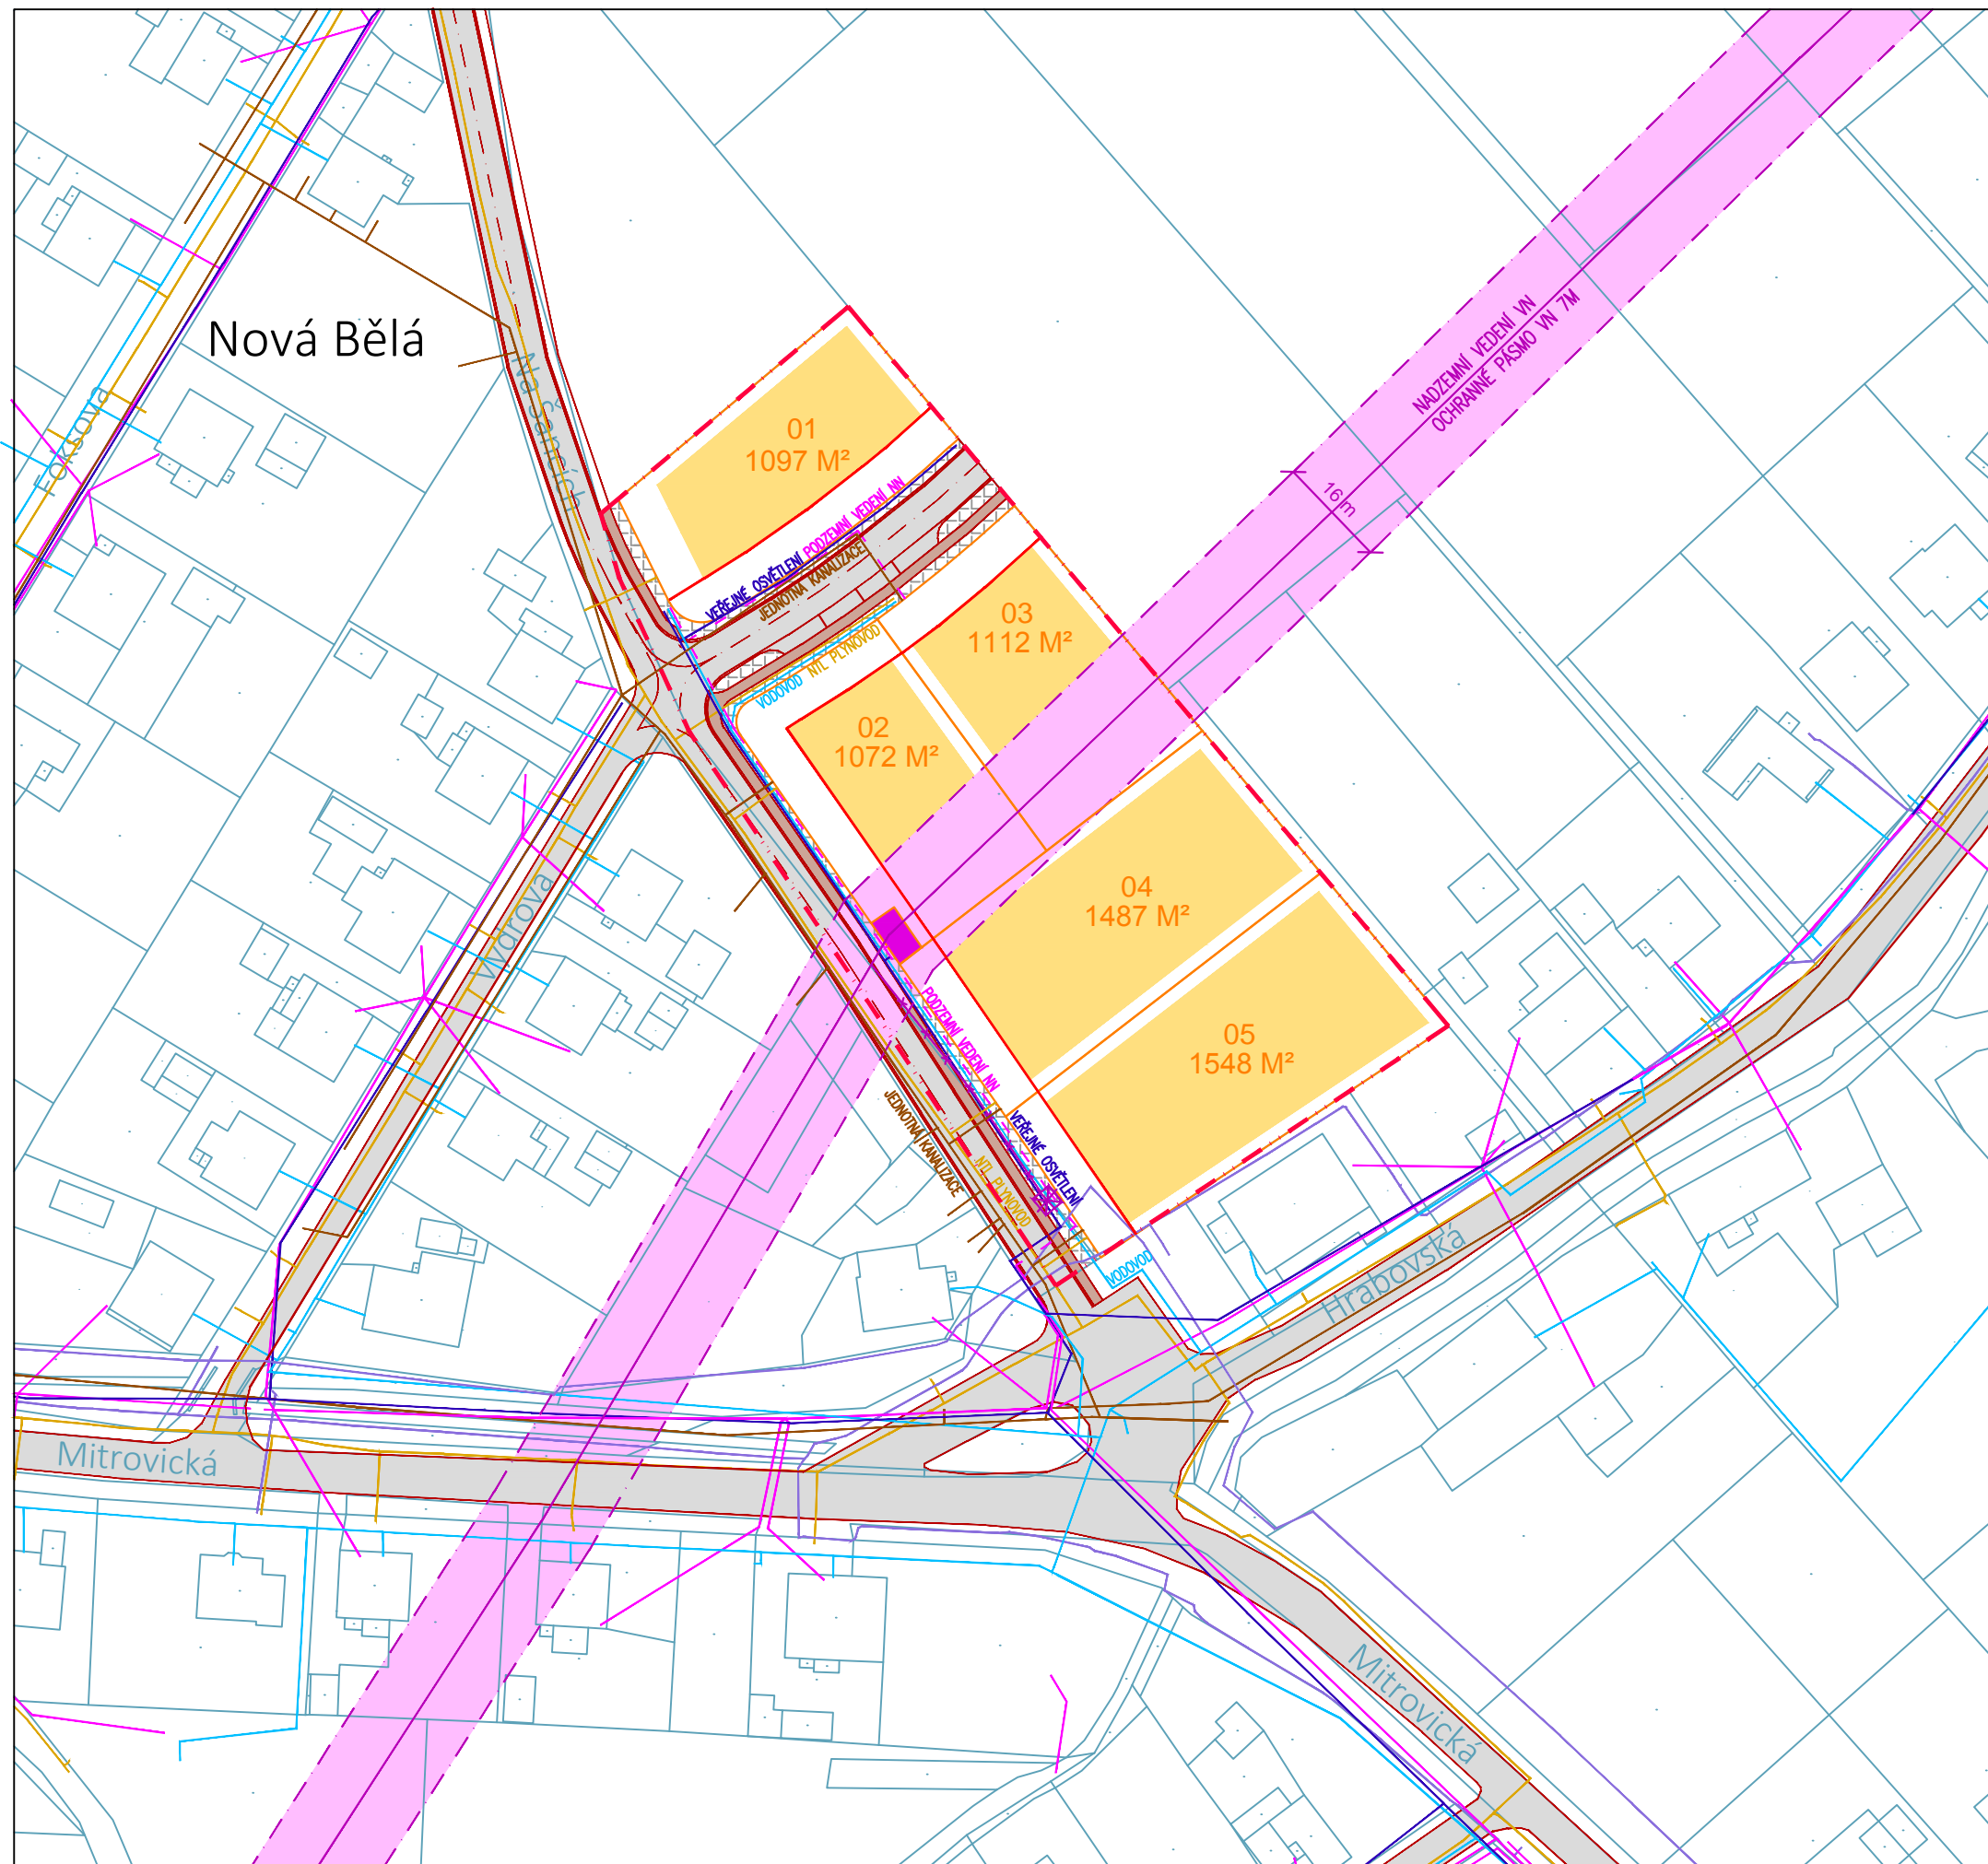 Nová Bělá
Foksova
Na Šancích
NADZEMNÍ VEDENÍ VN
OCHRANNÉ PÁSMO VN 7M
16 m
01
1097 M²
VEŘEJNÉ OSVĚTLENÍ PODZEMNÍ VEDENÍ NN
JEDNOTNÁ KANALIZACE
VODOVOD NTL PLYNOVOD
03
1112 M²
02
1072 M²
04
1487 M²
05
1548 M²
Vydrova
PODZEMNÍ VEDENÍ NN
VEŘEJNÉ OSVĚTLENÍ
JEDNOTNÁ KANALIZACE
NTL PLYNOVOD
VODOVOD
Hrabovská
Mitrovická
Mitrovická